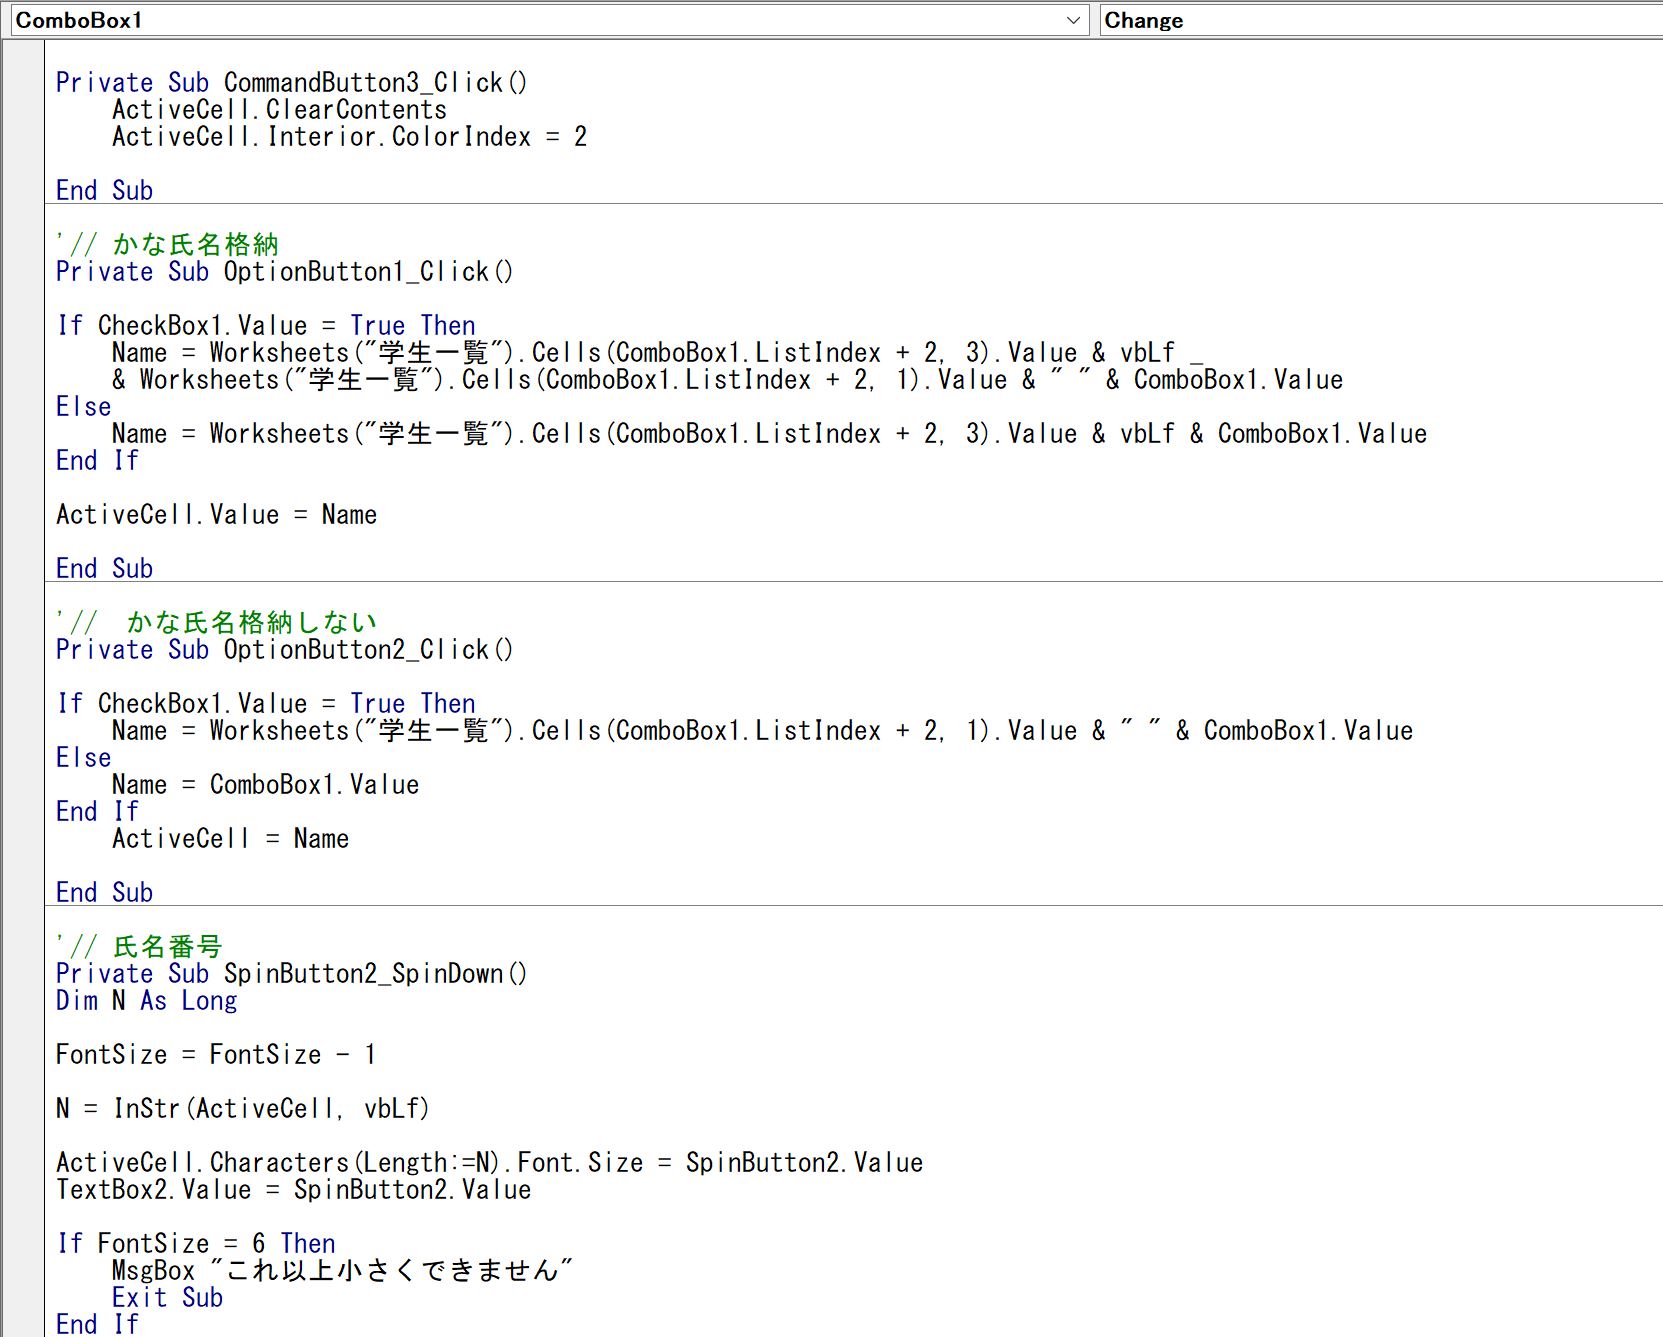 ComboBox1
Change
Private Sub CommandButton3_Click()
    ActiveCell.ClearContents
    ActiveCell.Interior.ColorIndex = 2
End Sub
'// かな氏名格納
Private Sub OptionButton1_Click()
If CheckBox1.Value = True Then
    Name = Worksheets("学生一覧").Cells(ComboBox1.ListIndex + 2, 3).Value & vbLf _
    & Worksheets("学生一覧").Cells(ComboBox1.ListIndex + 2, 1).Value & " " & ComboBox1.Value
Else
    Name = Worksheets("学生一覧").Cells(ComboBox1.ListIndex + 2, 3).Value & vbLf & ComboBox1.Value
End If
ActiveCell.Value = Name
End Sub
'//  かな氏名格納しない
Private Sub OptionButton2_Click()
If CheckBox1.Value = True Then
    Name = Worksheets("学生一覧").Cells(ComboBox1.ListIndex + 2, 1).Value & " " & ComboBox1.Value
Else
    Name = ComboBox1.Value
End If
    ActiveCell = Name
End Sub
'// 氏名番号
Private Sub SpinButton2_SpinDown()
Dim N As Long
FontSize = FontSize - 1
N = InStr(ActiveCell, vbLf)
ActiveCell.Characters(Length:=N).Font.Size = SpinButton2.Value
TextBox2.Value = SpinButton2.Value
If FontSize = 6 Then
    MsgBox "これ以上小さくできません"
    Exit Sub
End If